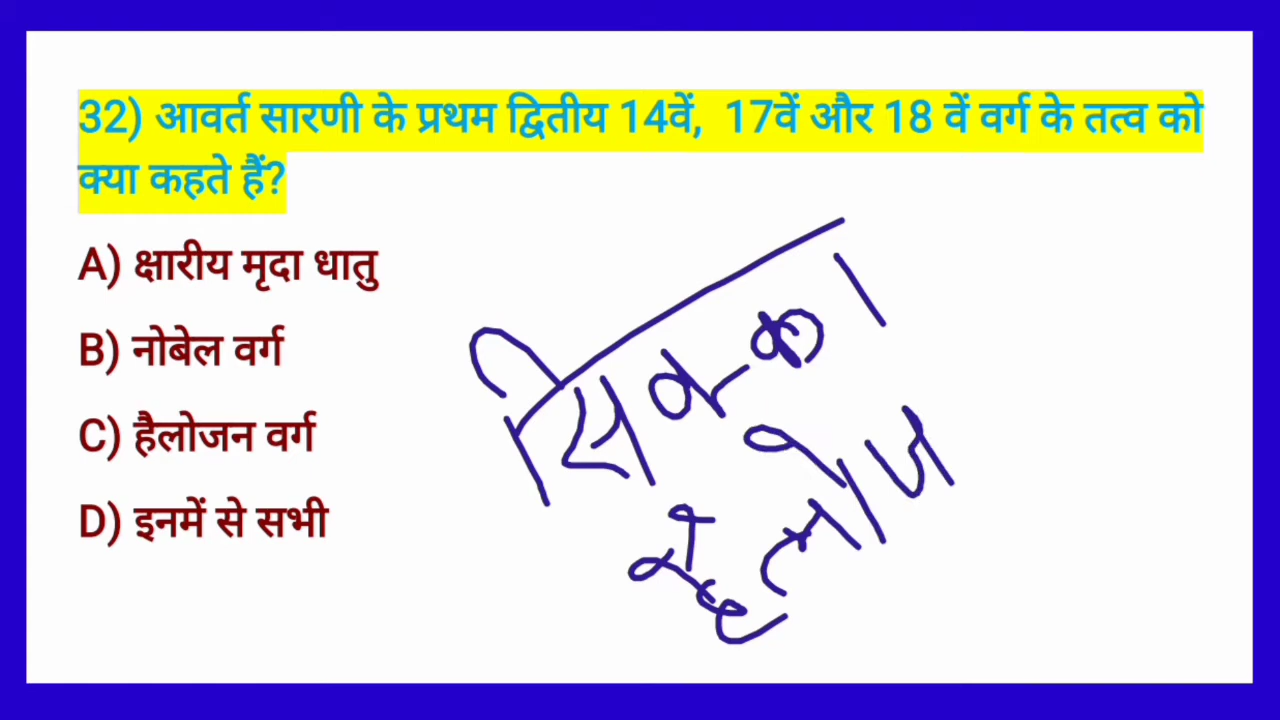 32) आवर्त सारणी के प्रथम द्वितीय 14वें, 17वें और 18 वें वर्ग के तत्व को
क्या कहते हैं?
A) क्षारीय मृदा धातु
B) नोबेल वर्ग
C) हैलोजन वर्ग
D) इनमें से सभी